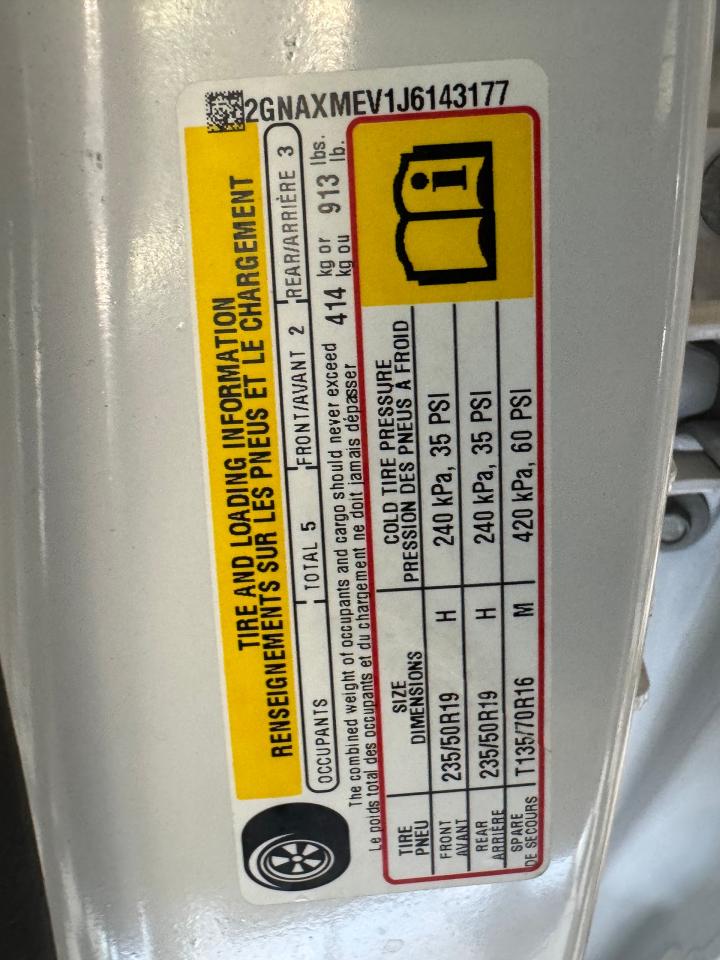 2GNAXMEV1J6143177
TIRE AND LOADING INFORMATION
RENSEIGNEMENTS SUR LES PNEUS ET LE CHARGEMENT
OCCUPANTS TOTAL 5 FRONT/AVANT 2 REAR/ARRIÈRE 3
The combined weight of occupants and cargo should never exceed 414 kg or 913 lbs.
Le poids total des occupants et du chargement ne doit jamais dépasser kg ou lb.
TIRE SIZE COLD TIRE PRESSURE
PNEU DIMENSIONS PRESSION DES PNEUS À FROID
FRONT 235/50R19 H 240 kPa, 35 PSI
AVANT
REAR 235/50R19 H 240 kPa, 35 PSI
ARRIÈRE
SPARE T135/70R16 M 420 kPa, 60 PSI
DE SECOURS